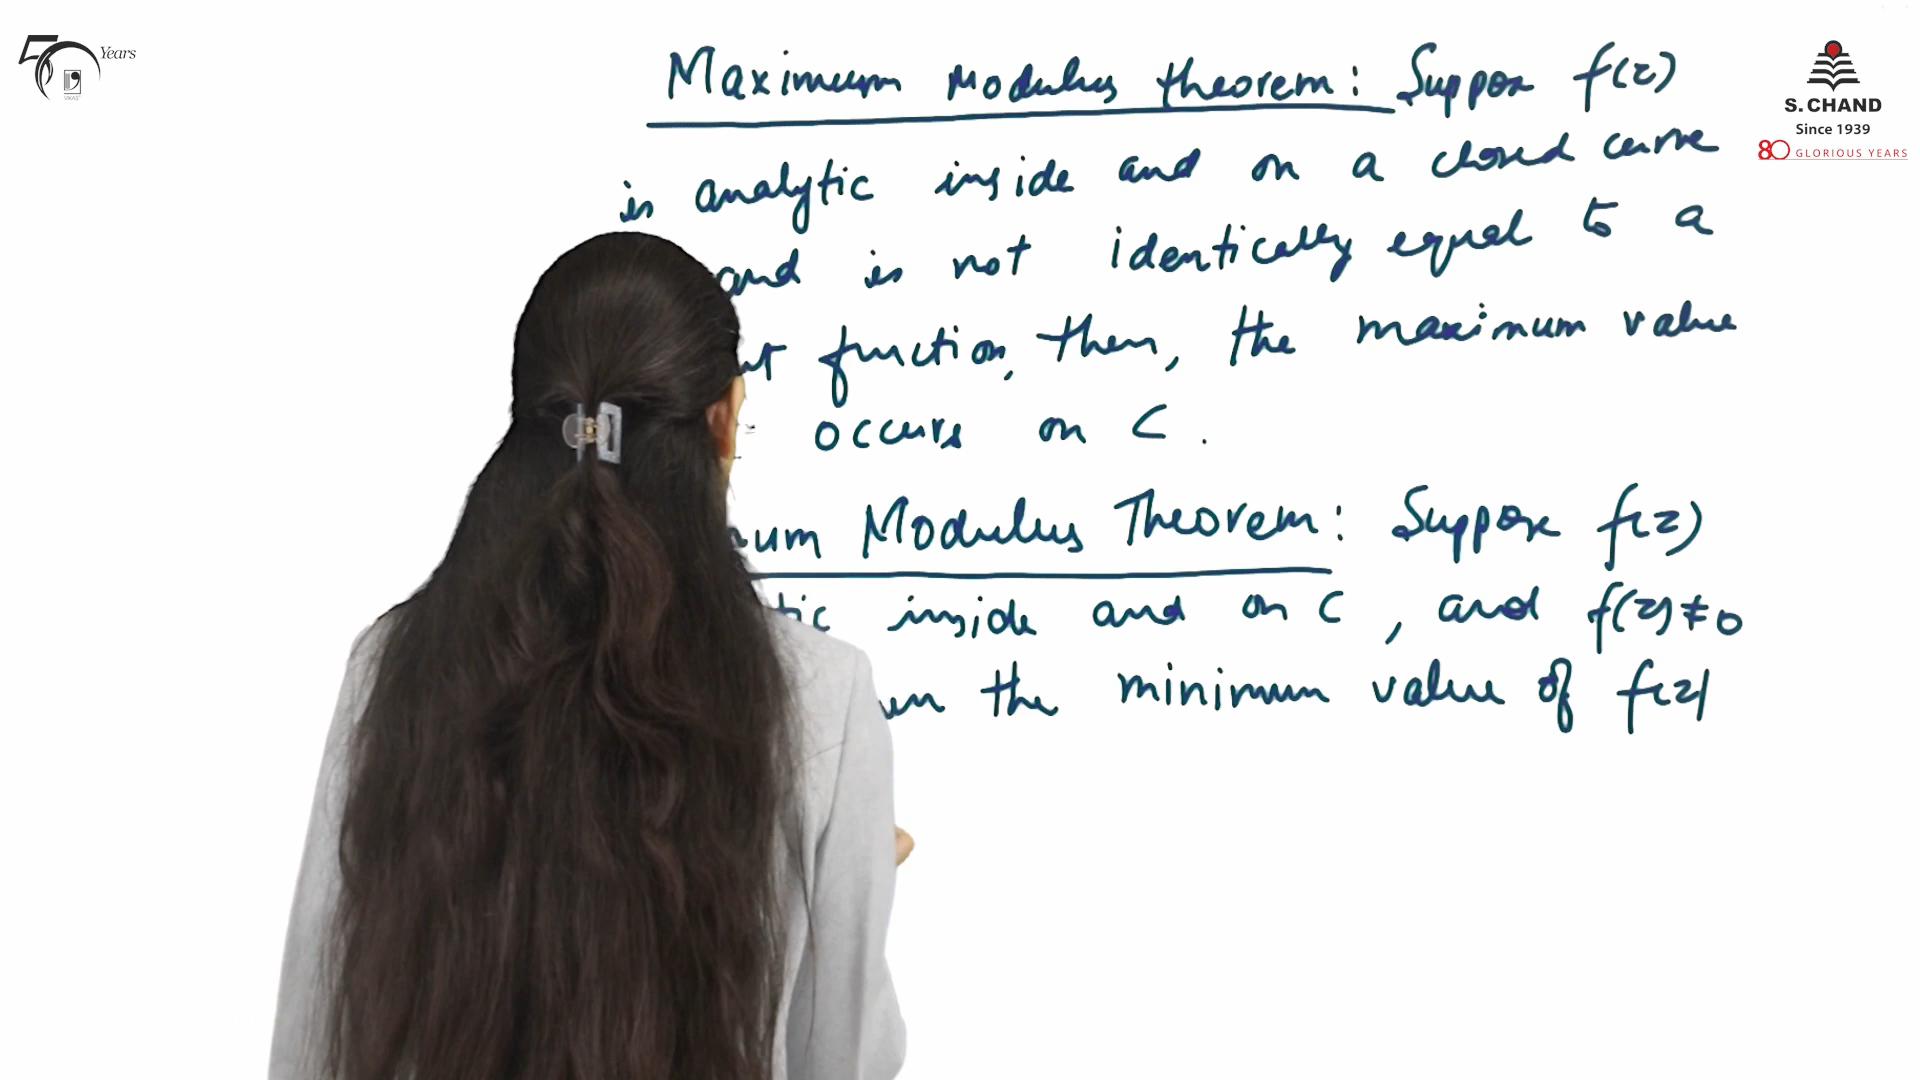 50 Years
VIKAS
S. CHAND
Since 1939
80 GLORIOUS YEARS
Maximum Modulus theorem: Suppose f(z)
is analytic inside and on a closed curve
and is not identically equal to a
function, then, the maximum value
occurs on C.
Modulus Theorem: Suppose f(z)
inside and on C, and f(z) ≠ 0
the minimum value of f(z)